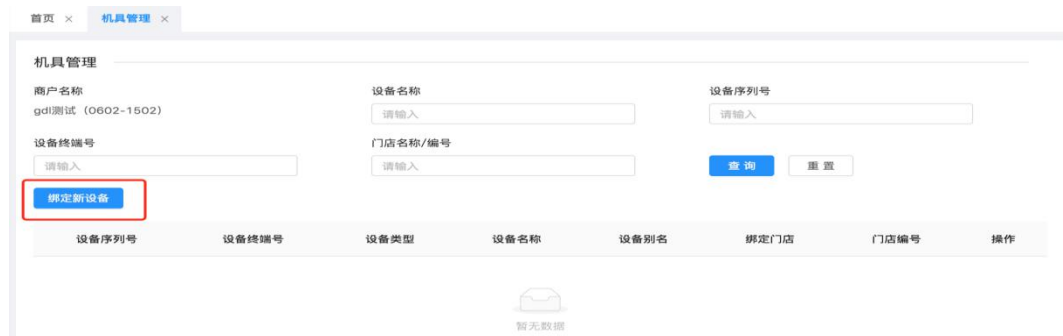 首页 × 机具管理 ×
机具管理
商户名称 设备名称 设备序列号
gdl测试（0602-1502） 请输入 请输入
设备终端号 门店名称/编号
请输入 请输入 查 询 重 置
绑定新设备
设备序列号 设备终端号 设备类型 设备名称 设备别名 绑定门店 门店编号 操作
暂无数据